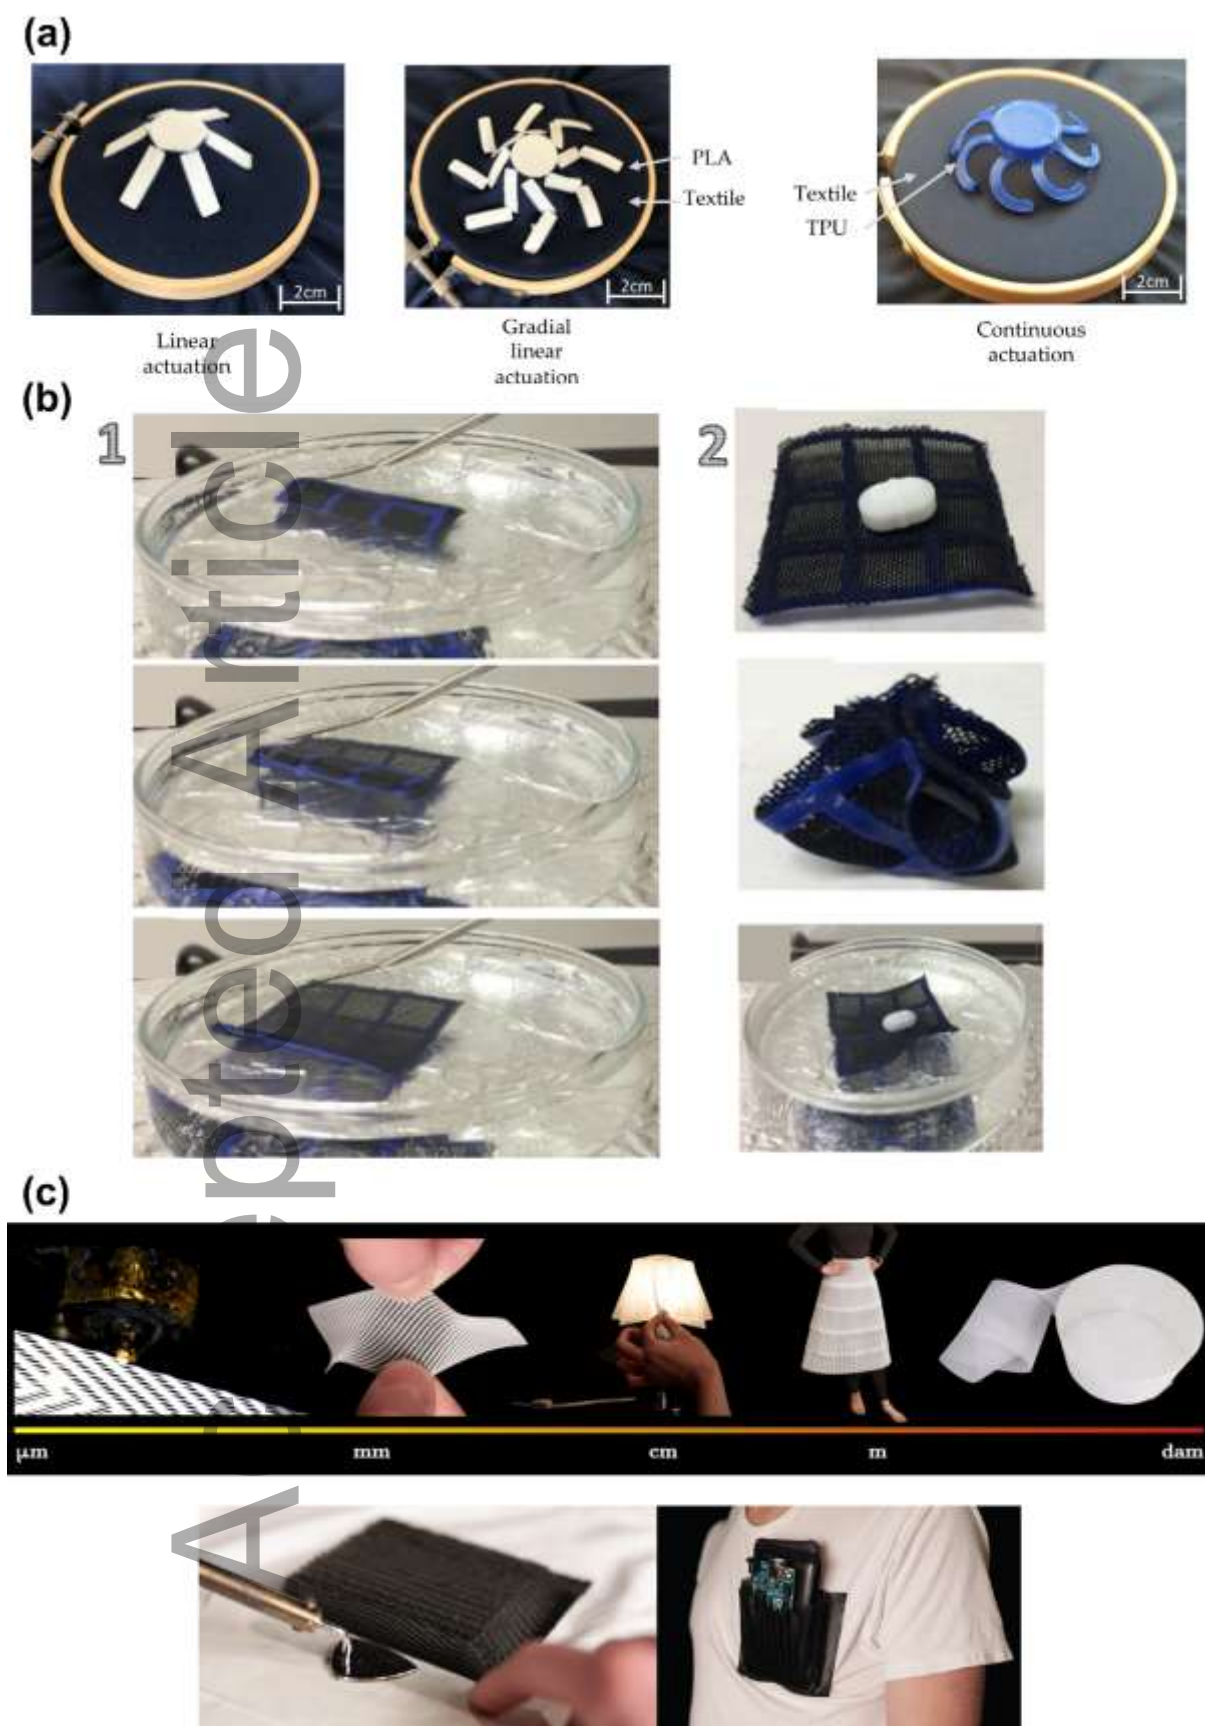 (a)
PLA
Textile
Textile
TPU
2cm
2cm
2cm
Linear
actuation
Gradial
linear
actuation
Continuous
actuation
(b)
1
2
(c)
µm
mm
cm
m
dam
Accepted Article